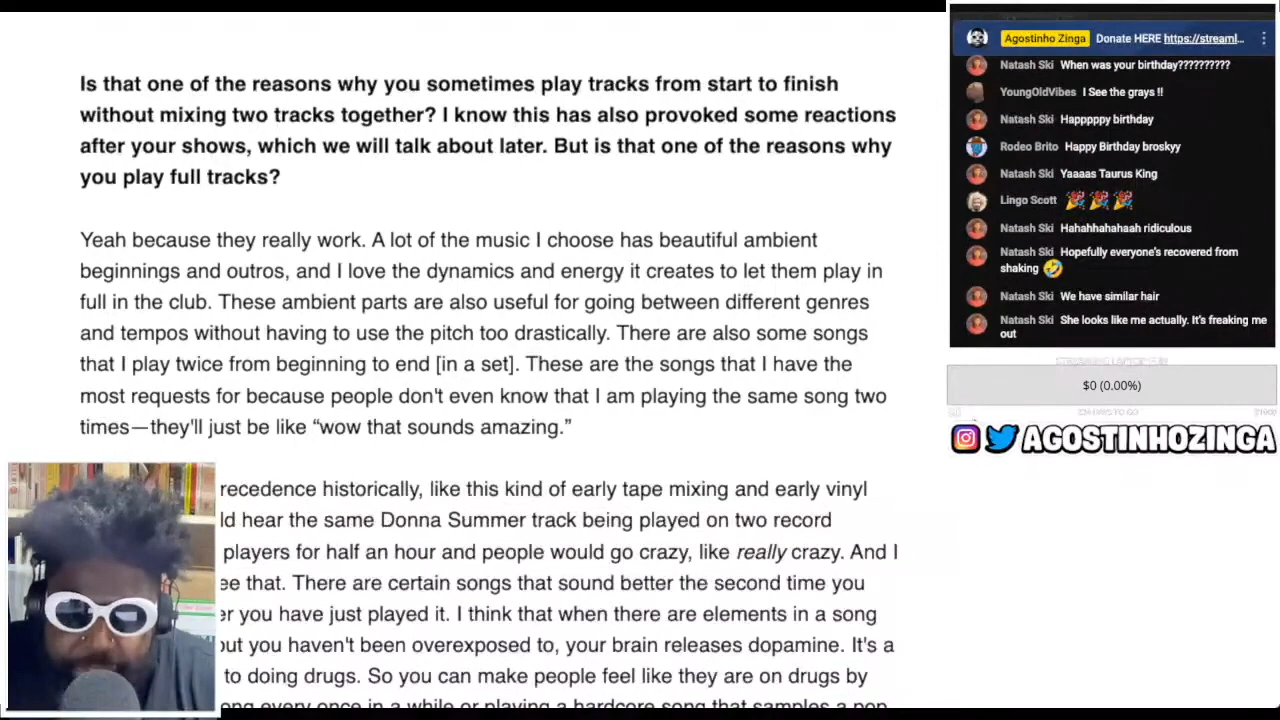 Is that one of the reasons why you sometimes play tracks from start to finish
without mixing two tracks together? I know this has also provoked some reactions
after your shows, which we will talk about later. But is that one of the reasons why
you play full tracks?
Yeah because they really work. A lot of the music I choose has beautiful ambient
beginnings and outros, and I love the dynamics and energy it creates to let them play in
full in the club. These ambient parts are also useful for going between different genres
and tempos without having to use the pitch too drastically. There are also some songs
that I play twice from beginning to end [in a set]. These are the songs that I have the
most requests for because people don't even know that I am playing the same song two
times—they'll just be like “wow that sounds amazing.”
recedence historically, like this kind of early tape mixing and early vinyl
ld hear the same Donna Summer track being played on two record
players for half an hour and people would go crazy, like really crazy. And I
ee that. There are certain songs that sound better the second time you
er you have just played it. I think that when there are elements in a song
out you haven't been overexposed to, your brain releases dopamine. It's a
to doing drugs. So you can make people feel like they are on drugs by
ong every once in a while or playing a hardcore song that samples a pop
Agostinho Zinga Donate HERE https://streaml...
Natash Ski When was your birthday??????????
YoungOldVibes I See the grays !!
Natash Ski Happpppy birthday
Rodeo Brito Happy Birthday broskyy
Natash Ski Yaaaas Taurus King
Lingo Scott 🎉🎉🎉
Natash Ski Hahahhahahaah ridiculous
Natash Ski Hopefully everyone's recovered from
shaking 🤣
Natash Ski We have similar hair
Natash Ski She looks like me actually. It's freaking me
out
$0 (0.00%)
AGOSTINHOZINGA